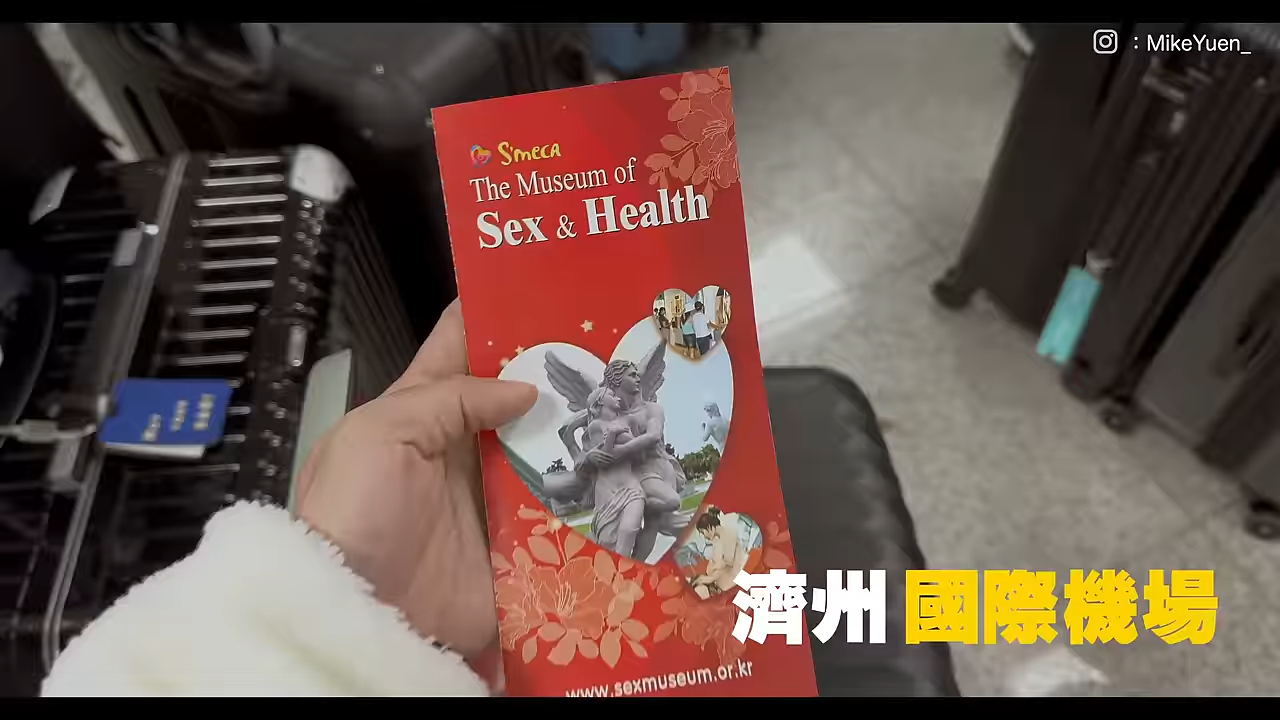 : MikeYuen_
S'meca
The Museum of
Sex & Health
濟州 國際機場
www.sexmuseum.or.kr